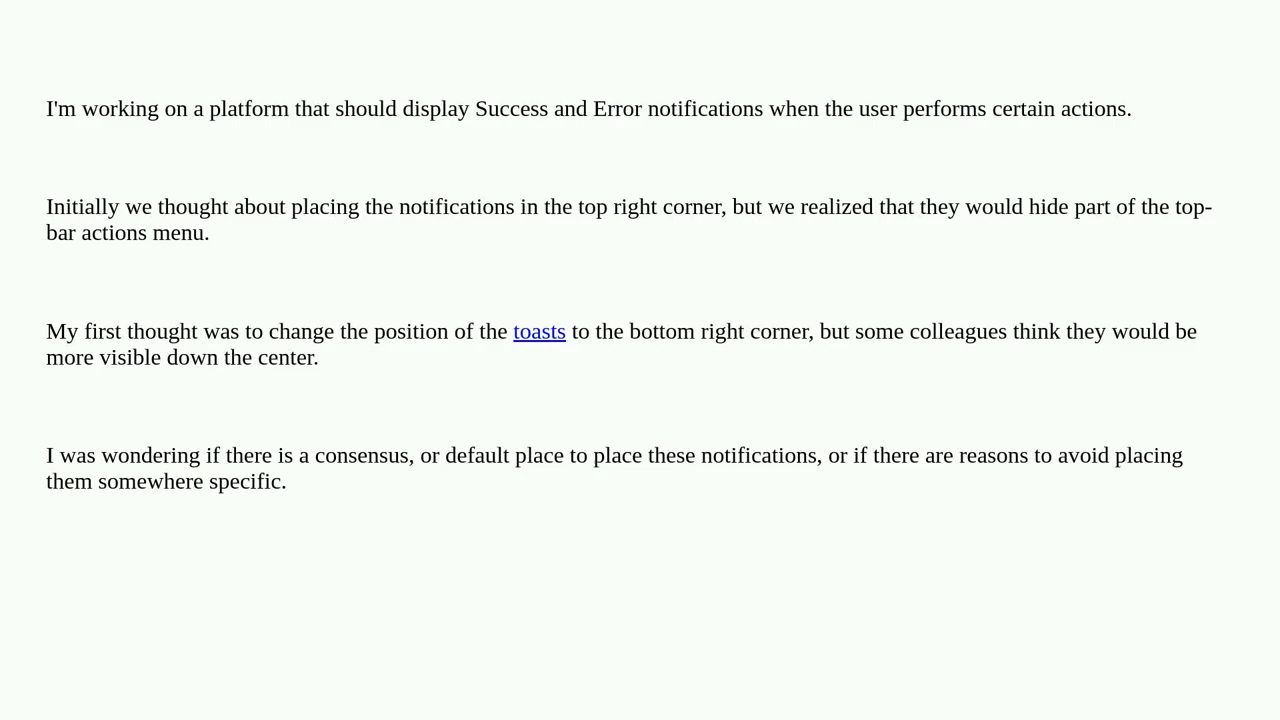 I'm working on a platform that should display Success and Error notifications when the user performs certain actions.
Initially we thought about placing the notifications in the top right corner, but we realized that they would hide part of the top-
bar actions menu.
My first thought was to change the position of the toasts to the bottom right corner, but some colleagues think they would be
more visible down the center.
I was wondering if there is a consensus, or default place to place these notifications, or if there are reasons to avoid placing
them somewhere specific.